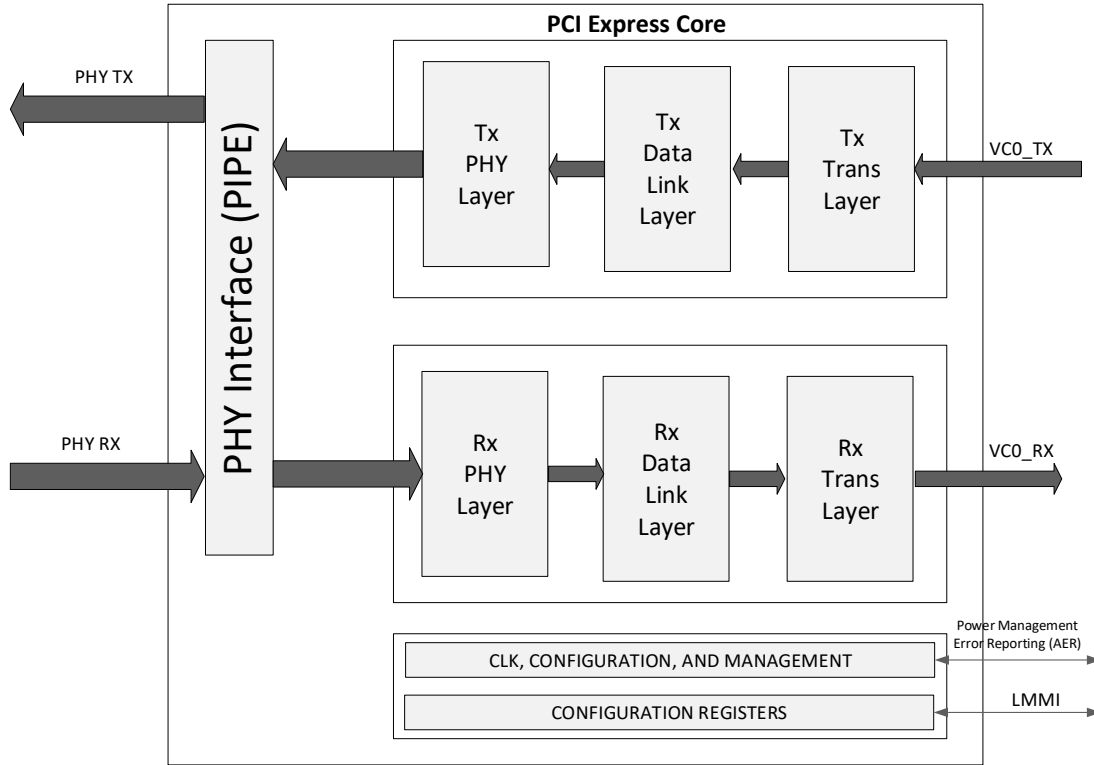 PCI Express Core
PHY TX
PHY Interface (PIPE)
Tx
PHY
Layer
Tx
Data
Link
Layer
Tx
Trans
Layer
VC0_TX
PHY RX
Rx
PHY
Layer
Rx
Data
Link
Layer
Rx
Trans
Layer
VC0_RX
Power Management
Error Reporting (AER)
CLK, CONFIGURATION, AND MANAGEMENT
CONFIGURATION REGISTERS
LMMI